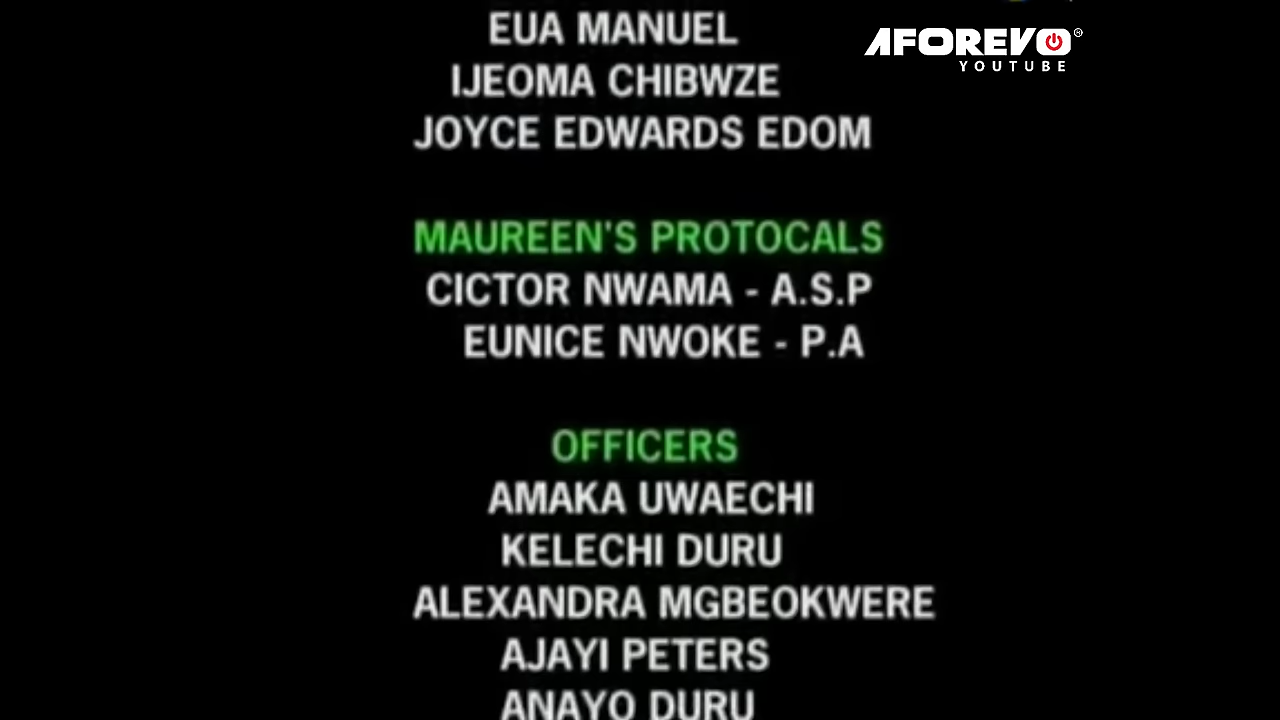 EUA MANUEL
AFOREVO
YOUTUBE
IJEOMA CHIBWZE
JOYCE EDWARDS EDOM
MAUREEN'S PROTOCALS
CICTOR NWAMA - A.S.P
EUNICE NWOKE - P.A
OFFICERS
AMAKA UWAECHI
KELECHI DURU
ALEXANDRA MGBEOKWERE
AJAYI PETERS
ANAYO DURU